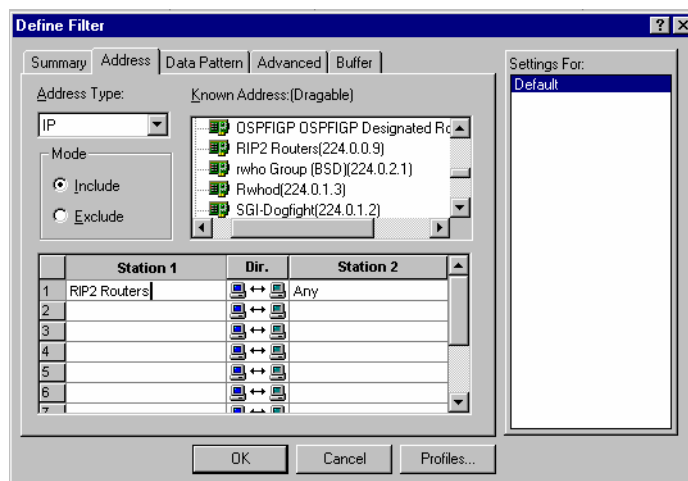 Define Filter
Summary Address Data Pattern Advanced Buffer
Address Type:
IP
Mode
Include
Exclude
Known Address:(Dragable)
OSPFIGP OSPFIGP Designated Ro
RIP2 Routers(224.0.0.9)
rwho Group (BSD)(224.0.2.1)
Rwhod(224.0.1.3)
SGI-Dogfight(224.0.1.2)
Station 1 Dir. Station 2
1 RIP2 Routers Any
2
3
4
5
6
7
OK Cancel Profiles...
Settings For:
Default